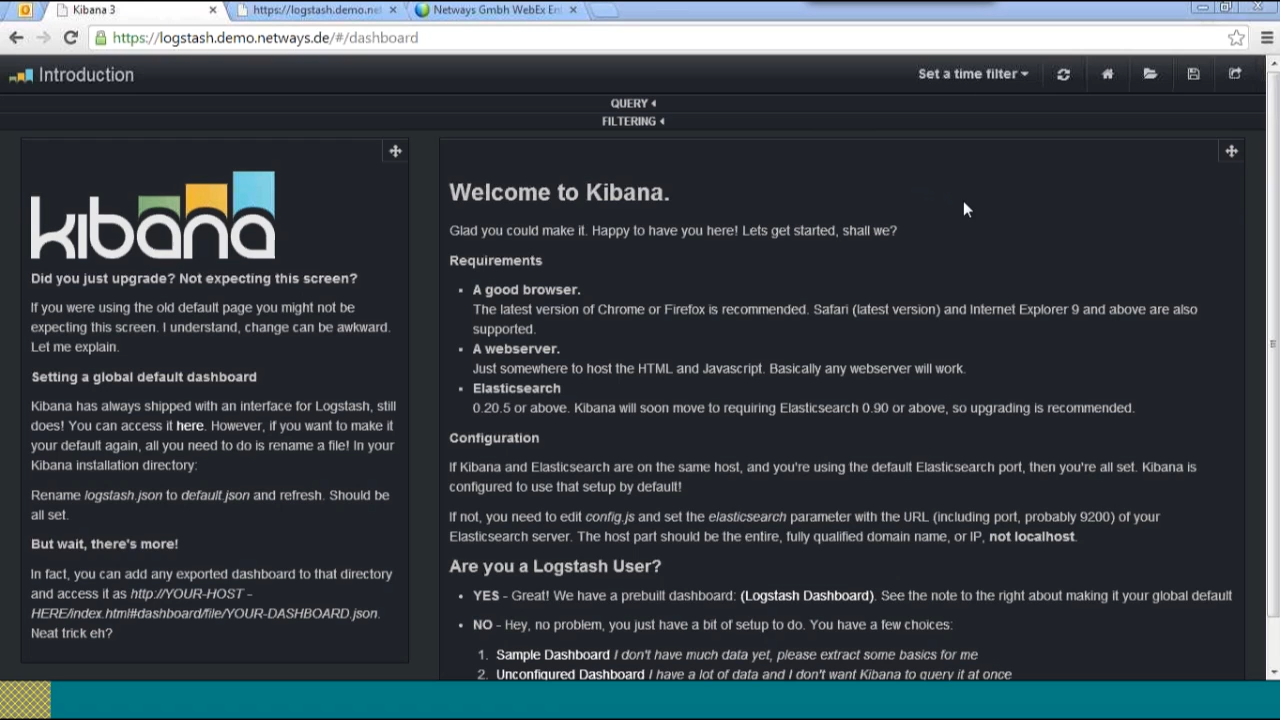 Kibana 3
https://logstash.demo.ne
Netways Gmbh WebEx En
https://logstash.demo.netways.de/#/dashboard
Introduction
Set a time filter
QUERY
FILTERING
kibana
Did you just upgrade? Not expecting this screen?
If you were using the old default page you might not be
expecting this screen. I understand, change can be awkward.
Let me explain.
Setting a global default dashboard
Kibana has always shipped with an interface for Logstash, still
does! You can access it here. However, if you want to make it
your default again, all you need to do is rename a file! In your
Kibana installation directory:
Rename logstash.json to default.json and refresh. Should be
all set.
But wait, there's more!
In fact, you can add any exported dashboard to that directory
and access it as http://YOUR-HOST -
HERE/index.html#dashboard/file/YOUR-DASHBOARD.json.
Neat trick eh?
Welcome to Kibana.
Glad you could make it. Happy to have you here! Lets get started, shall we?
Requirements
A good browser.
The latest version of Chrome or Firefox is recommended. Safari (latest version) and Internet Explorer 9 and above are also
supported.
A webserver.
Just somewhere to host the HTML and Javascript. Basically any webserver will work.
Elasticsearch
0.20.5 or above. Kibana will soon move to requiring Elasticsearch 0.90 or above, so upgrading is recommended.
Configuration
If Kibana and Elasticsearch are on the same host, and you're using the default Elasticsearch port, then you're all set. Kibana is
configured to use that setup by default!
If not, you need to edit config.js and set the elasticsearch parameter with the URL (including port, probably 9200) of your
Elasticsearch server. The host part should be the entire, fully qualified domain name, or IP, not localhost.
Are you a Logstash User?
YES - Great! We have a prebuilt dashboard: (Logstash Dashboard). See the note to the right about making it your global default
NO - Hey, no problem, you just have a bit of setup to do. You have a few choices:
1. Sample Dashboard I don't have much data yet, please extract some basics for me
2. Unconfigured Dashboard I have a lot of data and I don't want Kibana to query it at once